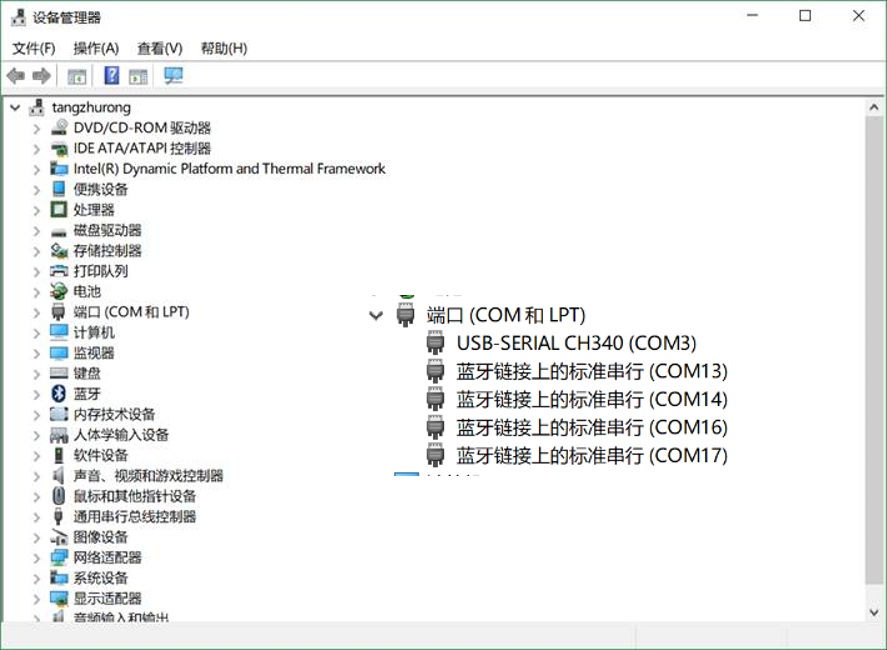 设备管理器
文件(F) 操作(A) 查看(V) 帮助(H)
tangzhurong
DVD/CD-ROM 驱动器
IDE ATA/ATAPI 控制器
Intel(R) Dynamic Platform and Thermal Framework
便携设备
处理器
磁盘驱动器
存储控制器
打印队列
电池
端口 (COM 和 LPT)
计算机
监视器
键盘
蓝牙
内存技术设备
人体学输入设备
软件设备
声音、视频和游戏控制器
鼠标和其他指针设备
通用串行总线控制器
图像设备
网络适配器
系统设备
显示适配器
音频输入和输出
端口 (COM 和 LPT)
USB-SERIAL CH340 (COM3)
蓝牙链接上的标准串行 (COM13)
蓝牙链接上的标准串行 (COM14)
蓝牙链接上的标准串行 (COM16)
蓝牙链接上的标准串行 (COM17)